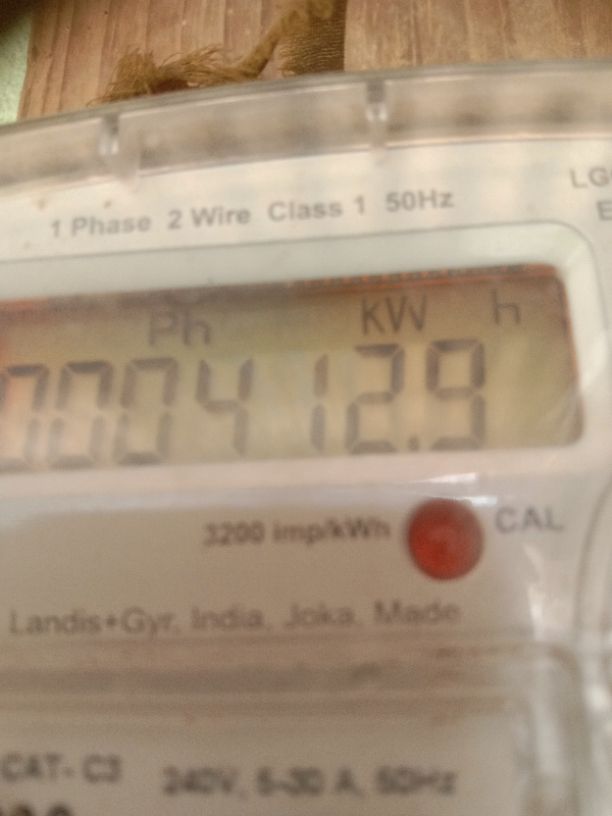 1 Phase 2 Wire Class 1 50Hz
Ph KW h
000412.9
3200 imp/kWh CAL
Landis+Gyr, India, Joka, Made
CAT- C3 240V, 5-30 A, 50Hz